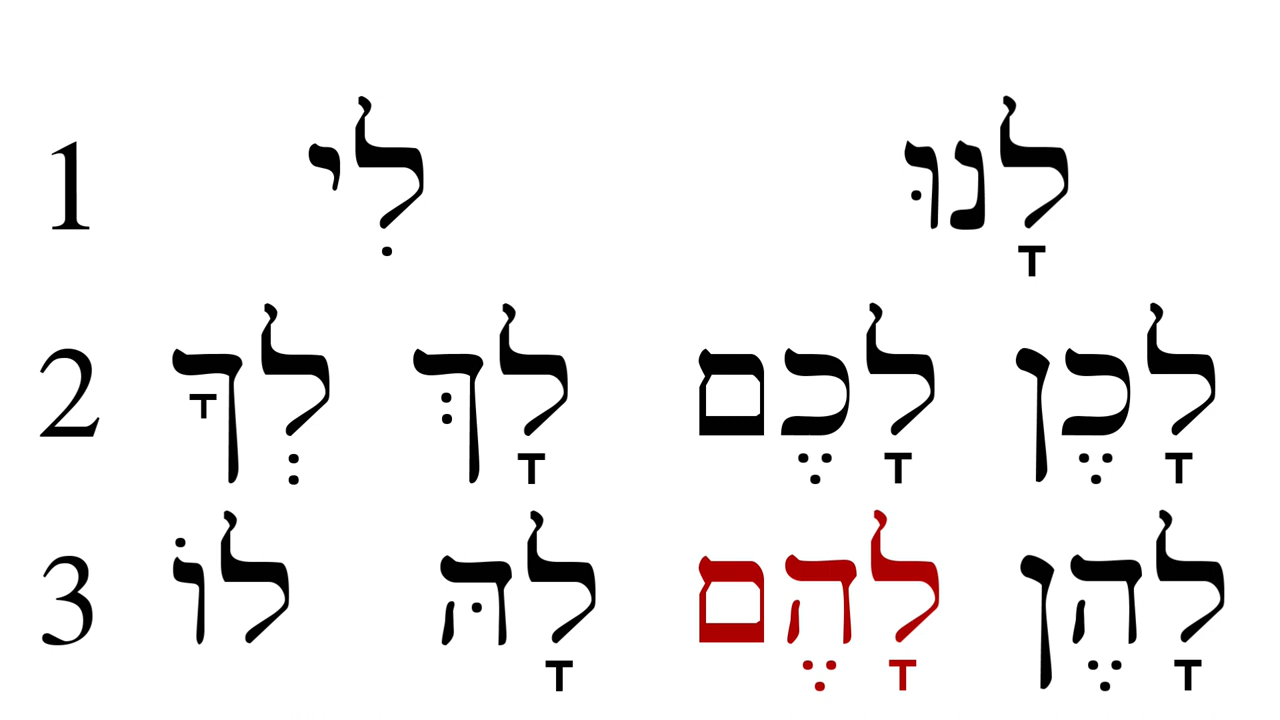 1 לִי לָנוּ
2 לְךָ לָךְ לָכֶם לָכֶן
3 לוֹ לָהּ לָהֶם לָהֶן